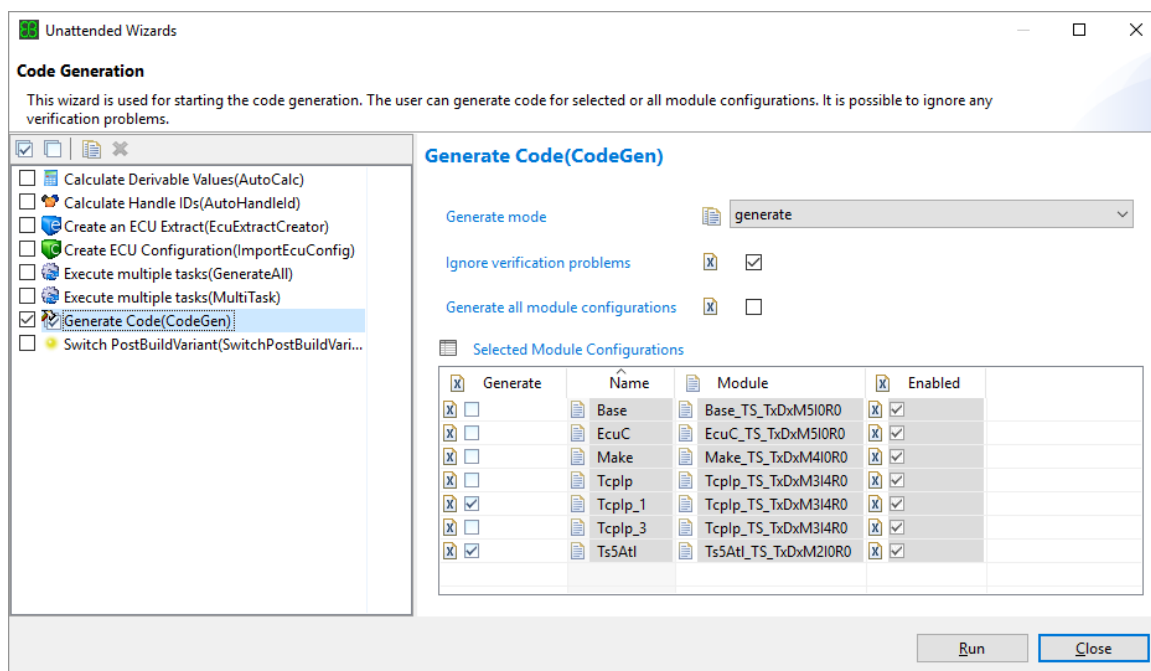 Unattended Wizards
Code Generation
This wizard is used for starting the code generation. The user can generate code for selected or all module configurations. It is possible to ignore any
verification problems.
Calculate Derivable Values(AutoCalc)
Calculate Handle IDs(AutoHandleId)
Create an ECU Extract(EcuExtractCreator)
Create ECU Configuration(ImportEcuConfig)
Execute multiple tasks(GenerateAll)
Execute multiple tasks(MultiTask)
Generate Code(CodeGen)
Switch PostBuildVariant(SwitchPostBuildVari...
Generate Code(CodeGen)
Generate mode generate
Ignore verification problems
Generate all module configurations
Selected Module Configurations
Generate Name Module Enabled
Base Base_TS_TxDxM5I0R0
EcuC EcuC_TS_TxDxM5I0R0
Make Make_TS_TxDxM4I0R0
TcpIp TcpIp_TS_TxDxM3I4R0
TcpIp_1 TcpIp_TS_TxDxM3I4R0
TcpIp_3 TcpIp_TS_TxDxM3I4R0
Ts5Atl Ts5Atl_TS_TxDxM2I0R0
Run Close